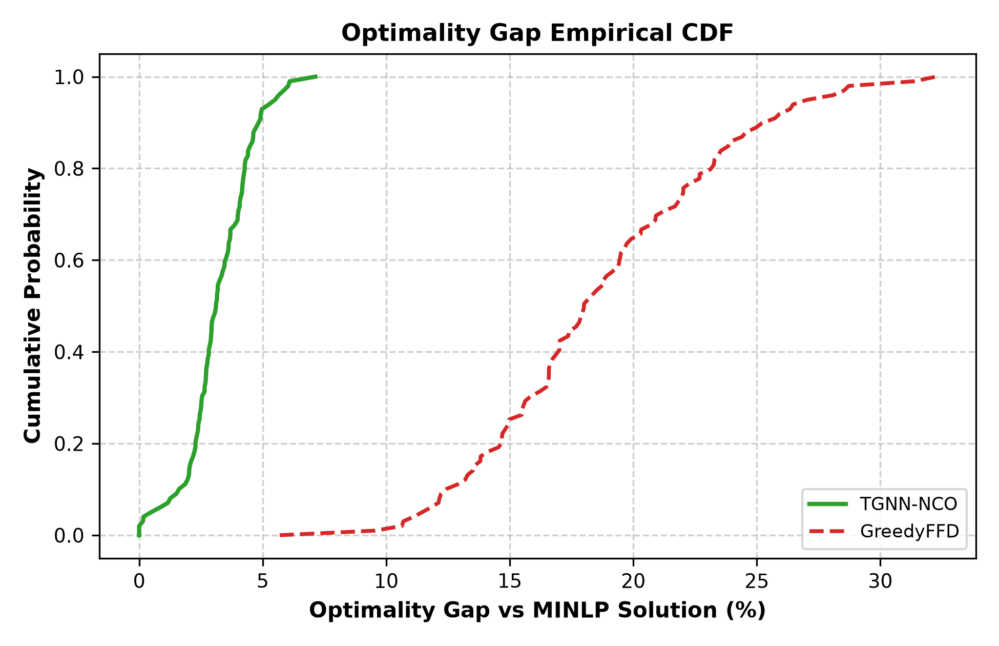 Optimality Gap Empirical CDF
Cumulative Probability
1.0
0.8
0.6
0.4
0.2
0.0
TGNN-NCO
GreedyFFD
0 5 10 15 20 25 30
Optimality Gap vs MINLP Solution (%)